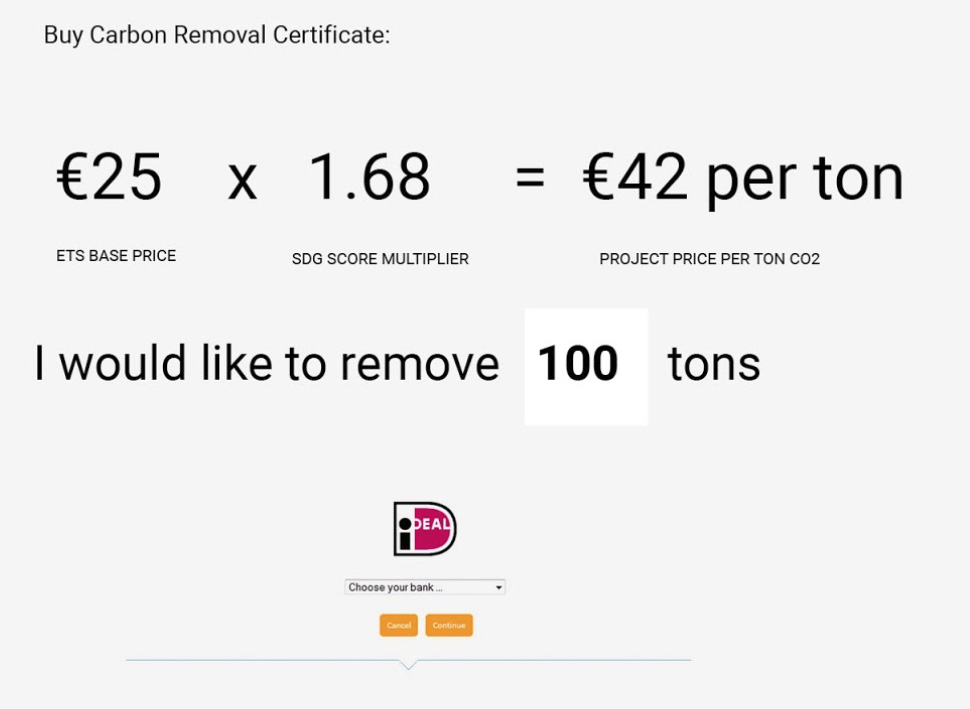 Buy Carbon Removal Certificate:
€25 x 1.68 = €42 per ton
ETS BASE PRICE SDG SCORE MULTIPLIER PROJECT PRICE PER TON CO2
I would like to remove 100 tons
iDEAL
Choose your bank ...
Cancel Continue